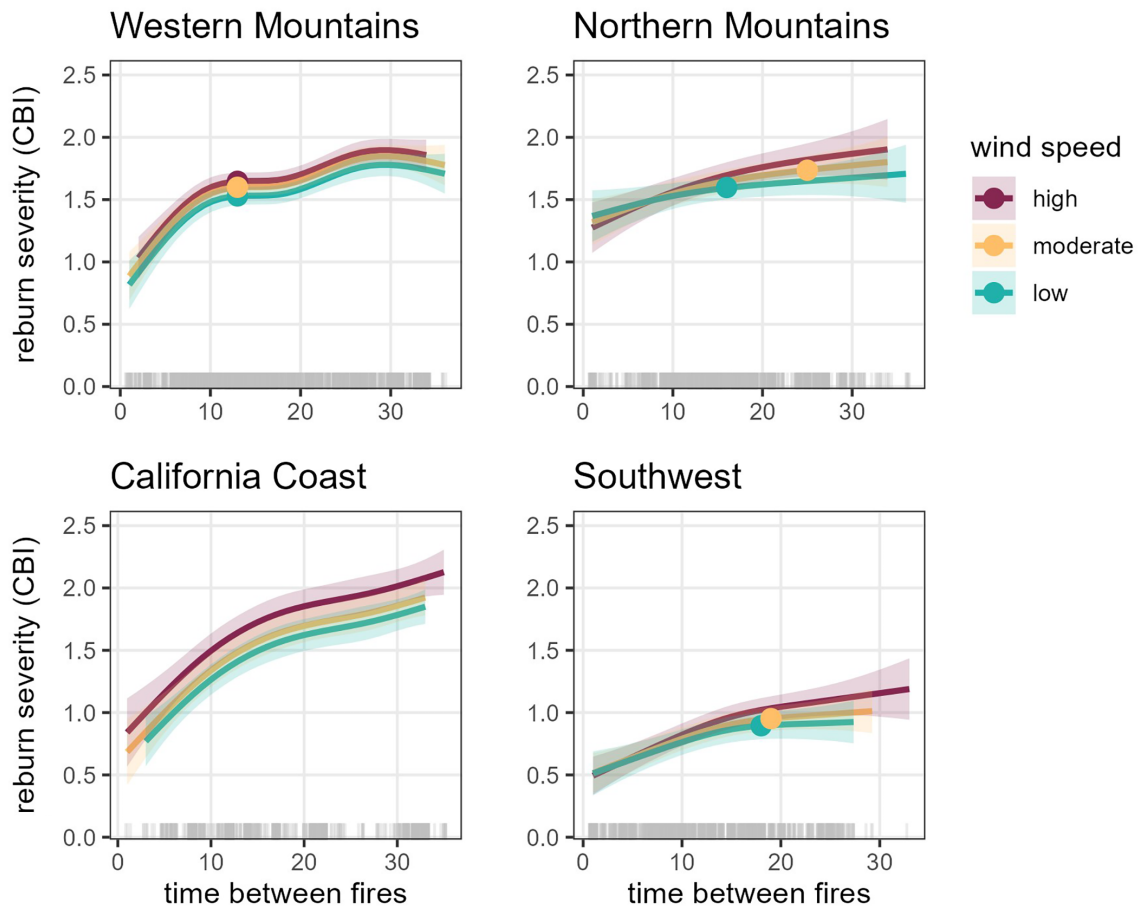 Western Mountains
Northern Mountains
reburn severity (CBI)
2.5
2.0
1.5
1.0
0.5
0.0
0 10 20 30
2.5
2.0
1.5
1.0
0.5
0.0
0 10 20 30
wind speed
high
moderate
low
California Coast
Southwest
reburn severity (CBI)
2.5
2.0
1.5
1.0
0.5
0.0
0 10 20 30
time between fires
2.5
2.0
1.5
1.0
0.5
0.0
0 10 20 30
time between fires